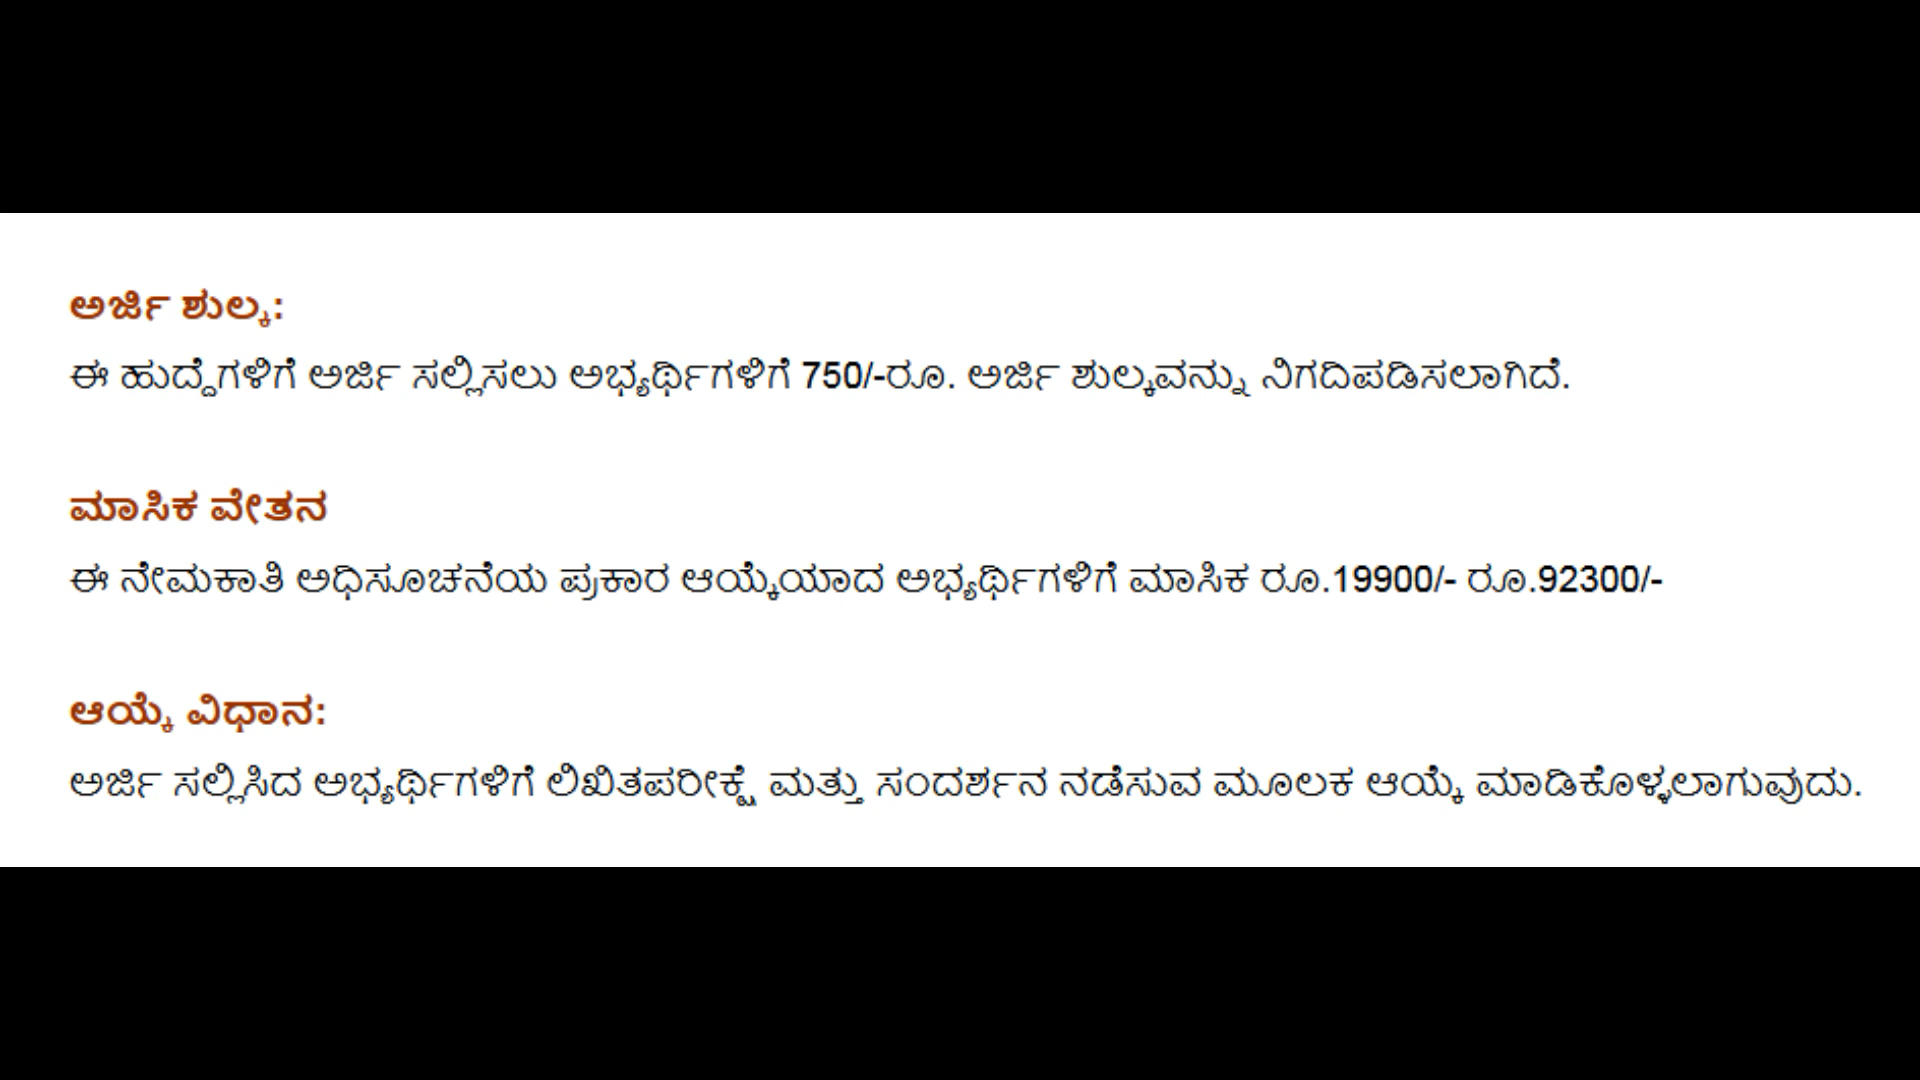 ಅರ್ಜಿ ಶುಲ್ಕ:
ಈ ಹುದ್ದೆಗಳಿಗೆ ಅರ್ಜಿ ಸಲ್ಲಿಸಲು ಅಭ್ಯರ್ಥಿಗಳಿಗೆ 750/-ರೂ. ಅರ್ಜಿ ಶುಲ್ಕವನ್ನು ನಿಗದಿಪಡಿಸಲಾಗಿದೆ.
ಮಾಸಿಕ ವೇತನ
ಈ ನೇಮಕಾತಿ ಅಧಿಸೂಚನೆಯ ಪ್ರಕಾರ ಆಯ್ಕೆಯಾದ ಅಭ್ಯರ್ಥಿಗಳಿಗೆ ಮಾಸಿಕ ರೂ.19900/- ರೂ.92300/-
ಆಯ್ಕೆ ವಿಧಾನ:
ಅರ್ಜಿ ಸಲ್ಲಿಸಿದ ಅಭ್ಯರ್ಥಿಗಳಿಗೆ ಲಿಖಿತಪರೀಕ್ಷೆ ಮತ್ತು ಸಂದರ್ಶನ ನಡೆಸುವ ಮೂಲಕ ಆಯ್ಕೆ ಮಾಡಿಕೊಳ್ಳಲಾಗುವುದು.